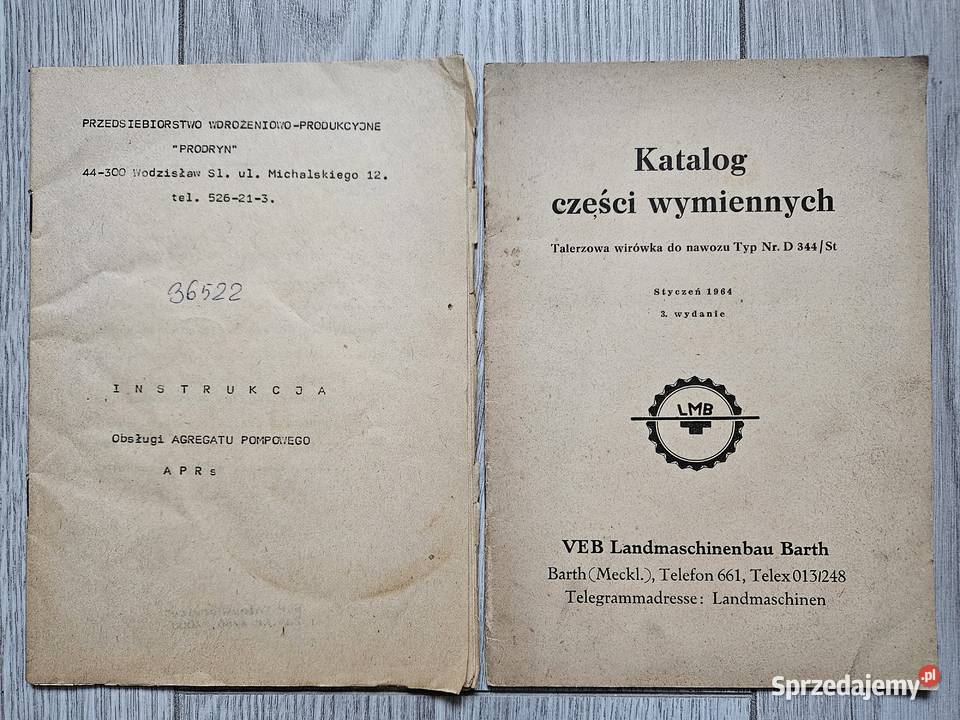 PRZEDSIEBIORSTWO WDROŻENIOWO-PRODUKCYJNE
"PRODRYN"
44-300 Wodzisław Sl. ul. Michalskiego 12.
tel. 526-21-3.
36522
I N S T R U K C J A
Obsługi AGREGATU POMPOWEGO
A P R s
Katalog
części wymiennych
Talerzowa wirówka do nawozu Typ Nr. D 344/St
Styczeń 1964
3. wydanie
LMB
VEB Landmaschinenbau Barth
Barth (Meckl.), Telefon 661, Telex 013/248
Telegrammadresse: Landmaschinen
Sprzedajemy.pl